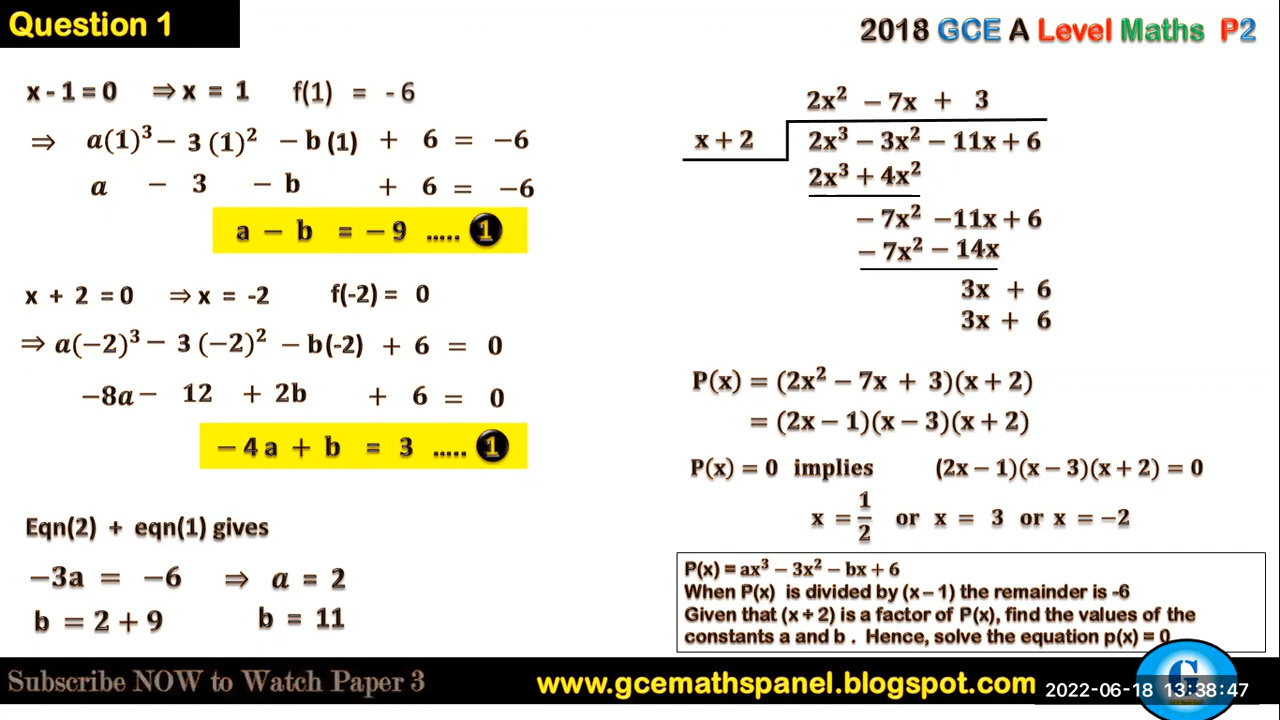 Question 1
2018 GCE A Level Maths P2
x - 1 = 0 ⇒ x = 1 f(1) = - 6
⇒ a(1)³ − 3 (1)² − b (1) + 6 = −6
a − 3 − b + 6 = −6
a − b = − 9 ..... 1
x + 2 = 0 ⇒ x = -2 f(-2) = 0
⇒ a(−2)³ − 3 (−2)² − b(-2) + 6 = 0
−8a − 12 + 2b + 6 = 0
− 4 a + b = 3 ..... 1
Eqn(2) + eqn(1) gives
−3a = −6 ⇒ a = 2
b = 2 + 9 b = 11
2x² − 7x + 3
x + 2 2x³ − 3x² − 11x + 6
2x³ + 4x²
− 7x² − 11x + 6
− 7x² − 14x
3x + 6
3x + 6
P(x) = (2x² − 7x + 3)(x + 2)
= (2x − 1)(x − 3)(x + 2)
P(x) = 0 implies (2x − 1)(x − 3)(x + 2) = 0
x = 1/2 or x = 3 or x = −2
P(x) = ax³ − 3x² − bx + 6
When P(x) is divided by (x – 1) the remainder is -6
Given that (x + 2) is a factor of P(x), find the values of the
constants a and b . Hence, solve the equation p(x) = 0
Subscribe NOW to Watch Paper 3
www.gcemathspanel.blogspot.com
G
2022-06-18 13:38:47